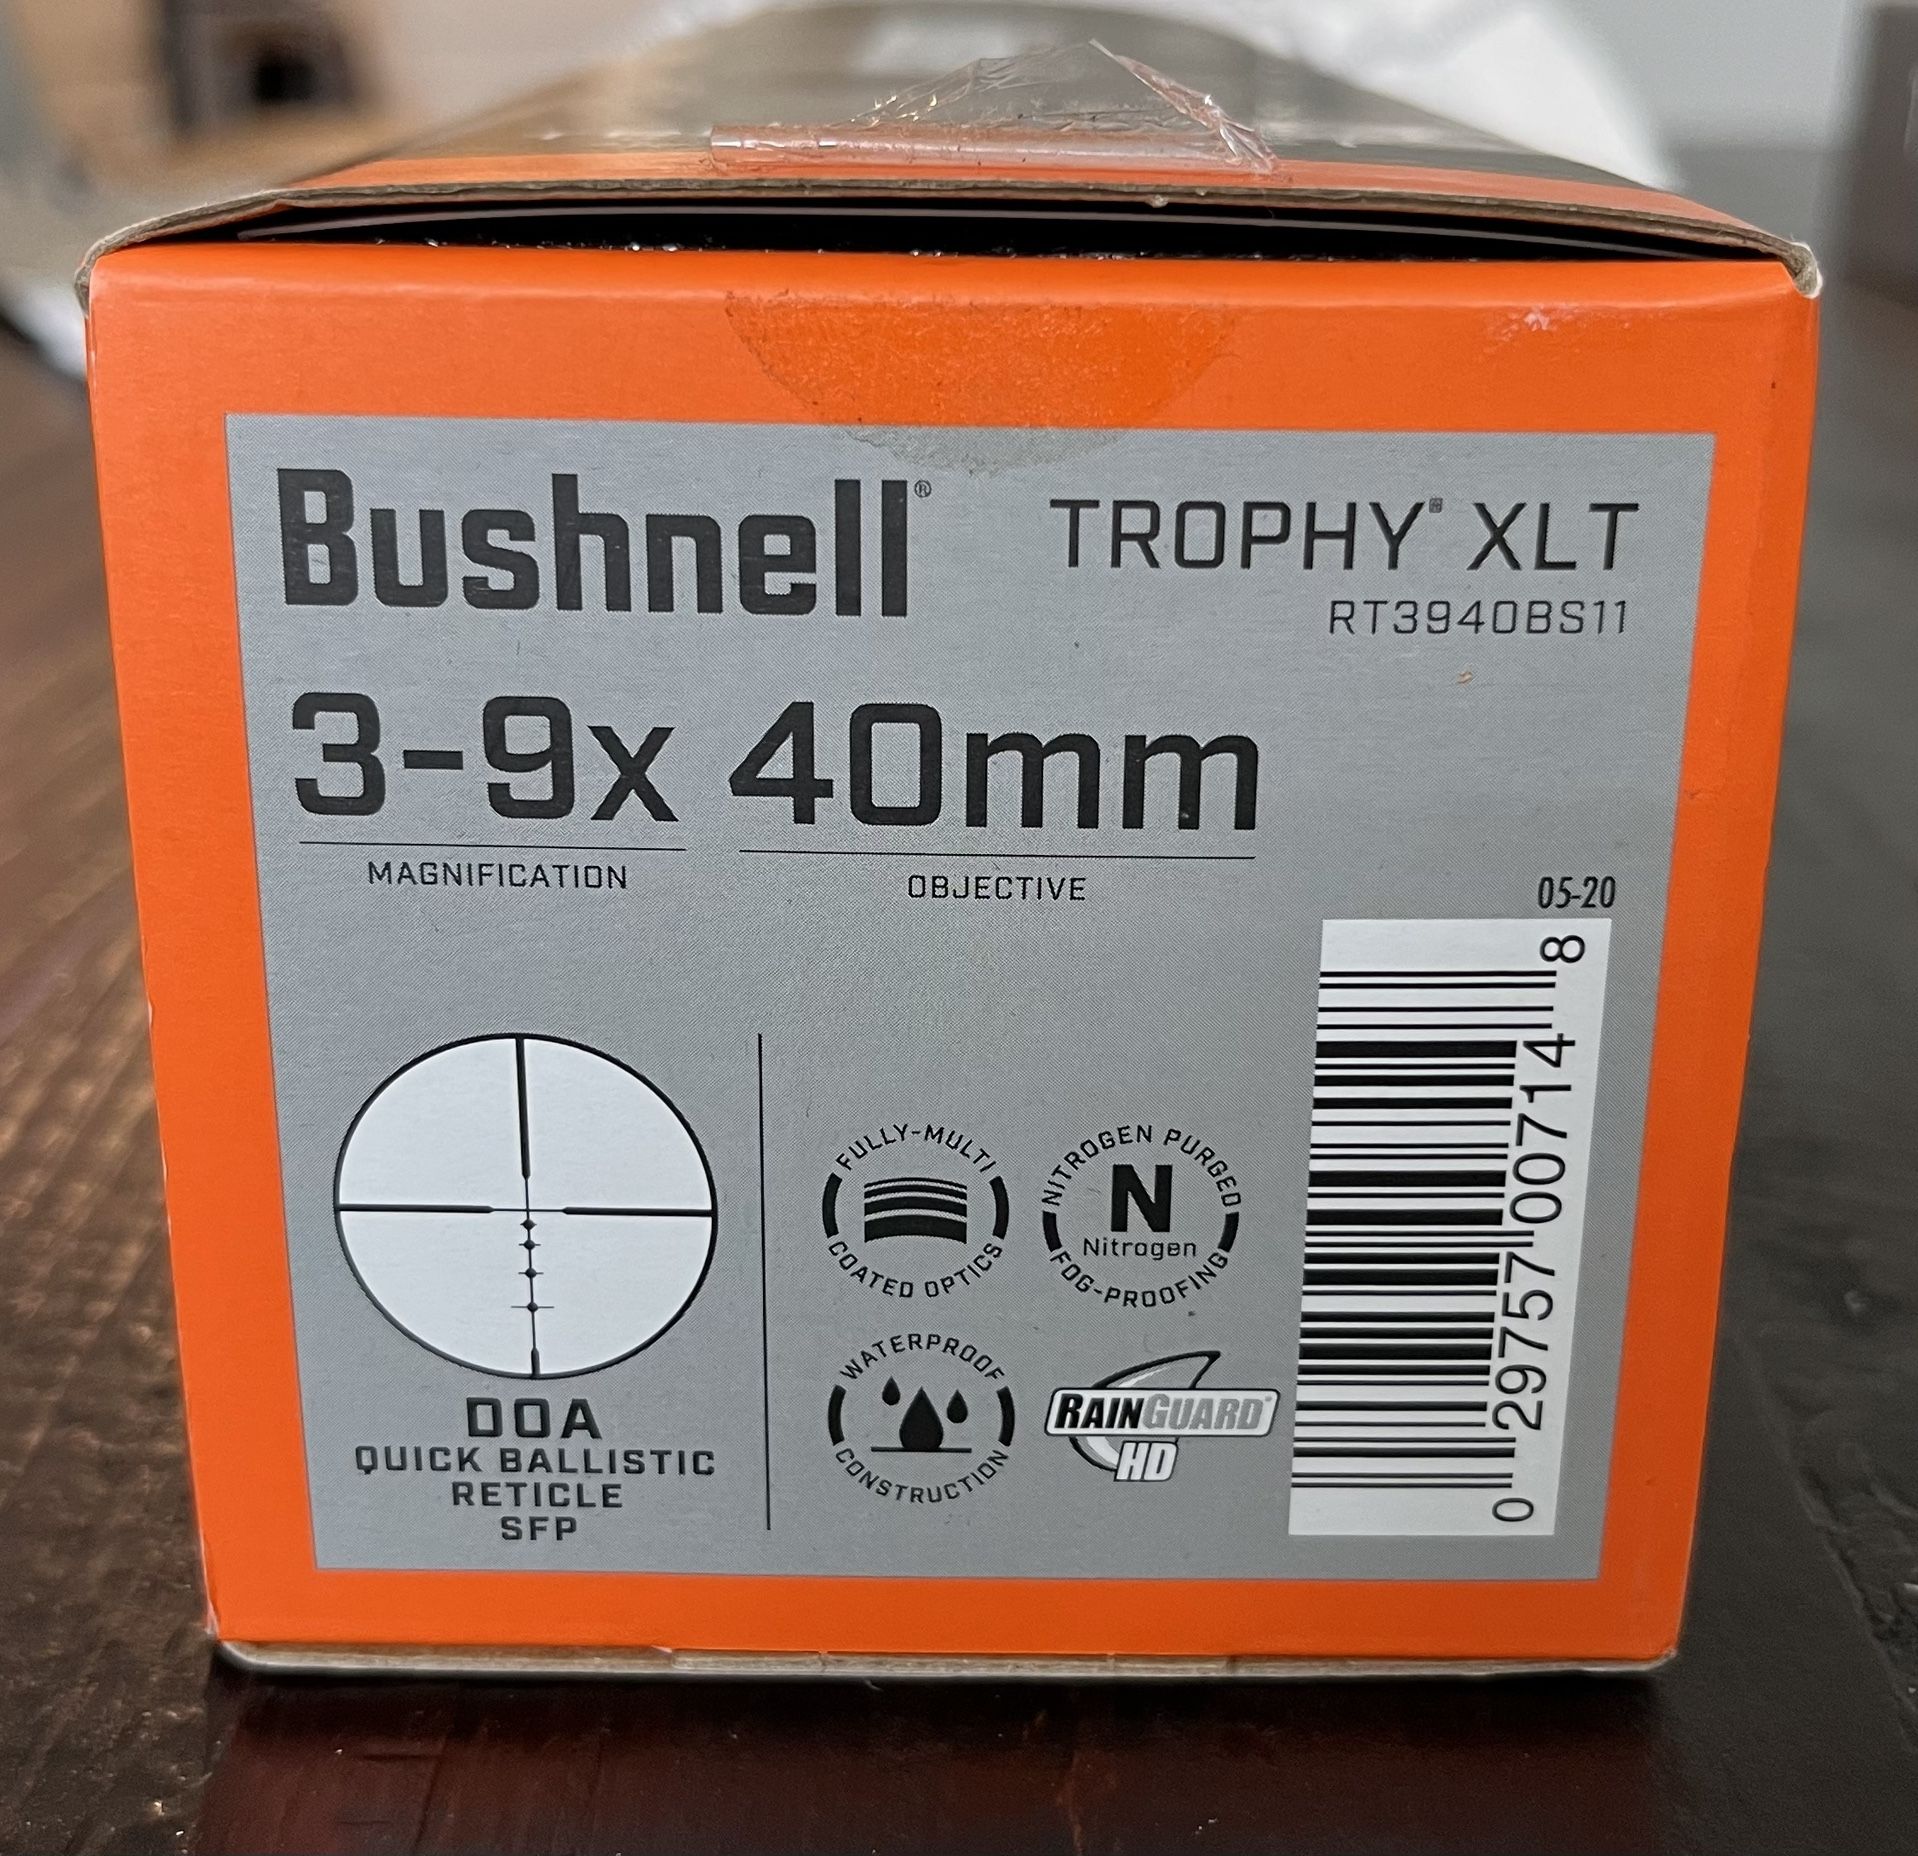 Bushnell®
TROPHY® XLT
RT3940BS11
3-9x 40mm
MAGNIFICATION
OBJECTIVE
05-20
DOA
QUICK BALLISTIC
RETICLE
SFP
FULLY-MULTI
COATED OPTICS
NITROGEN PURGED
N
Nitrogen
FOG-PROOFING
WATERPROOF
CONSTRUCTION
RAINGUARD®
HD
0 29757 00714 8